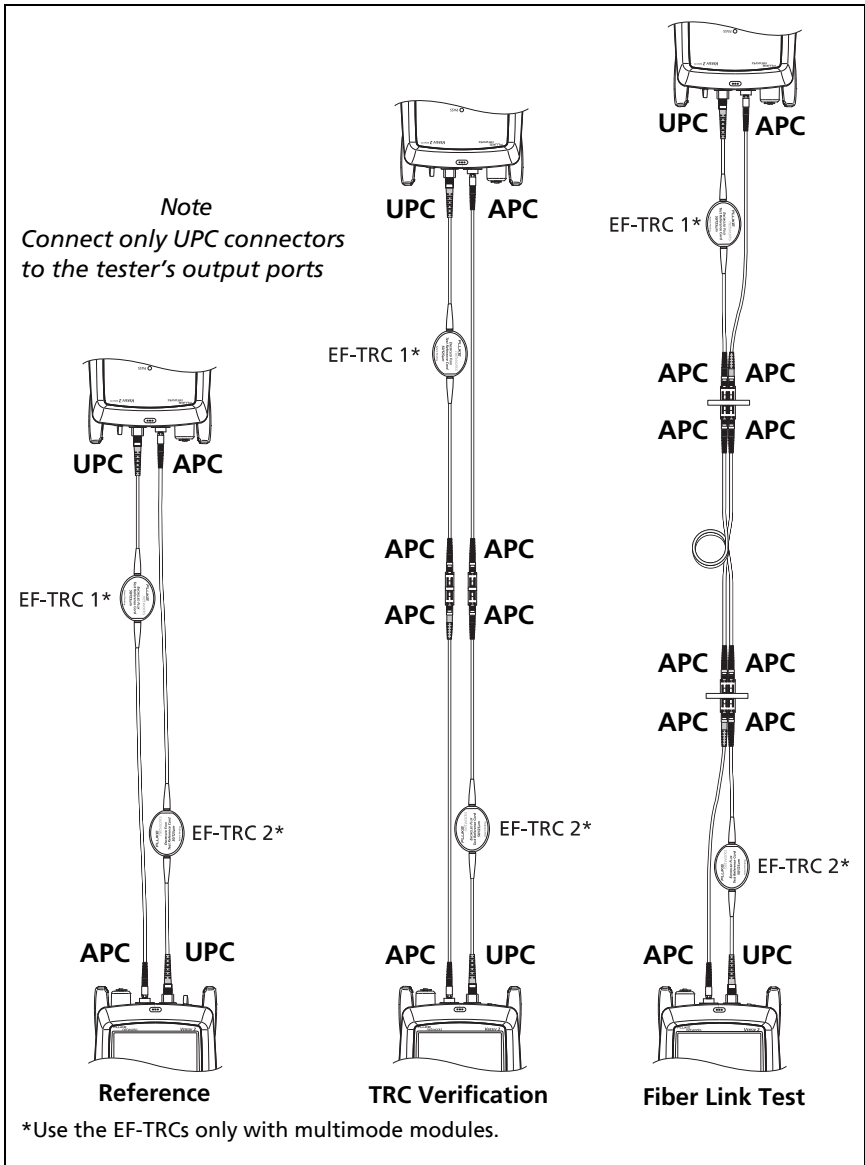 UPC APC
EF-TRC 1*
Note
Connect only UPC connectors
to the tester's output ports
UPC APC
EF-TRC 1*
UPC APC
EF-TRC 1*
APC APC
APC APC
APC APC
APC APC
APC APC
APC APC
EF-TRC 2*
EF-TRC 2*
EF-TRC 2*
APC UPC
APC UPC
APC UPC
Reference
TRC Verification
Fiber Link Test
*Use the EF-TRCs only with multimode modules.